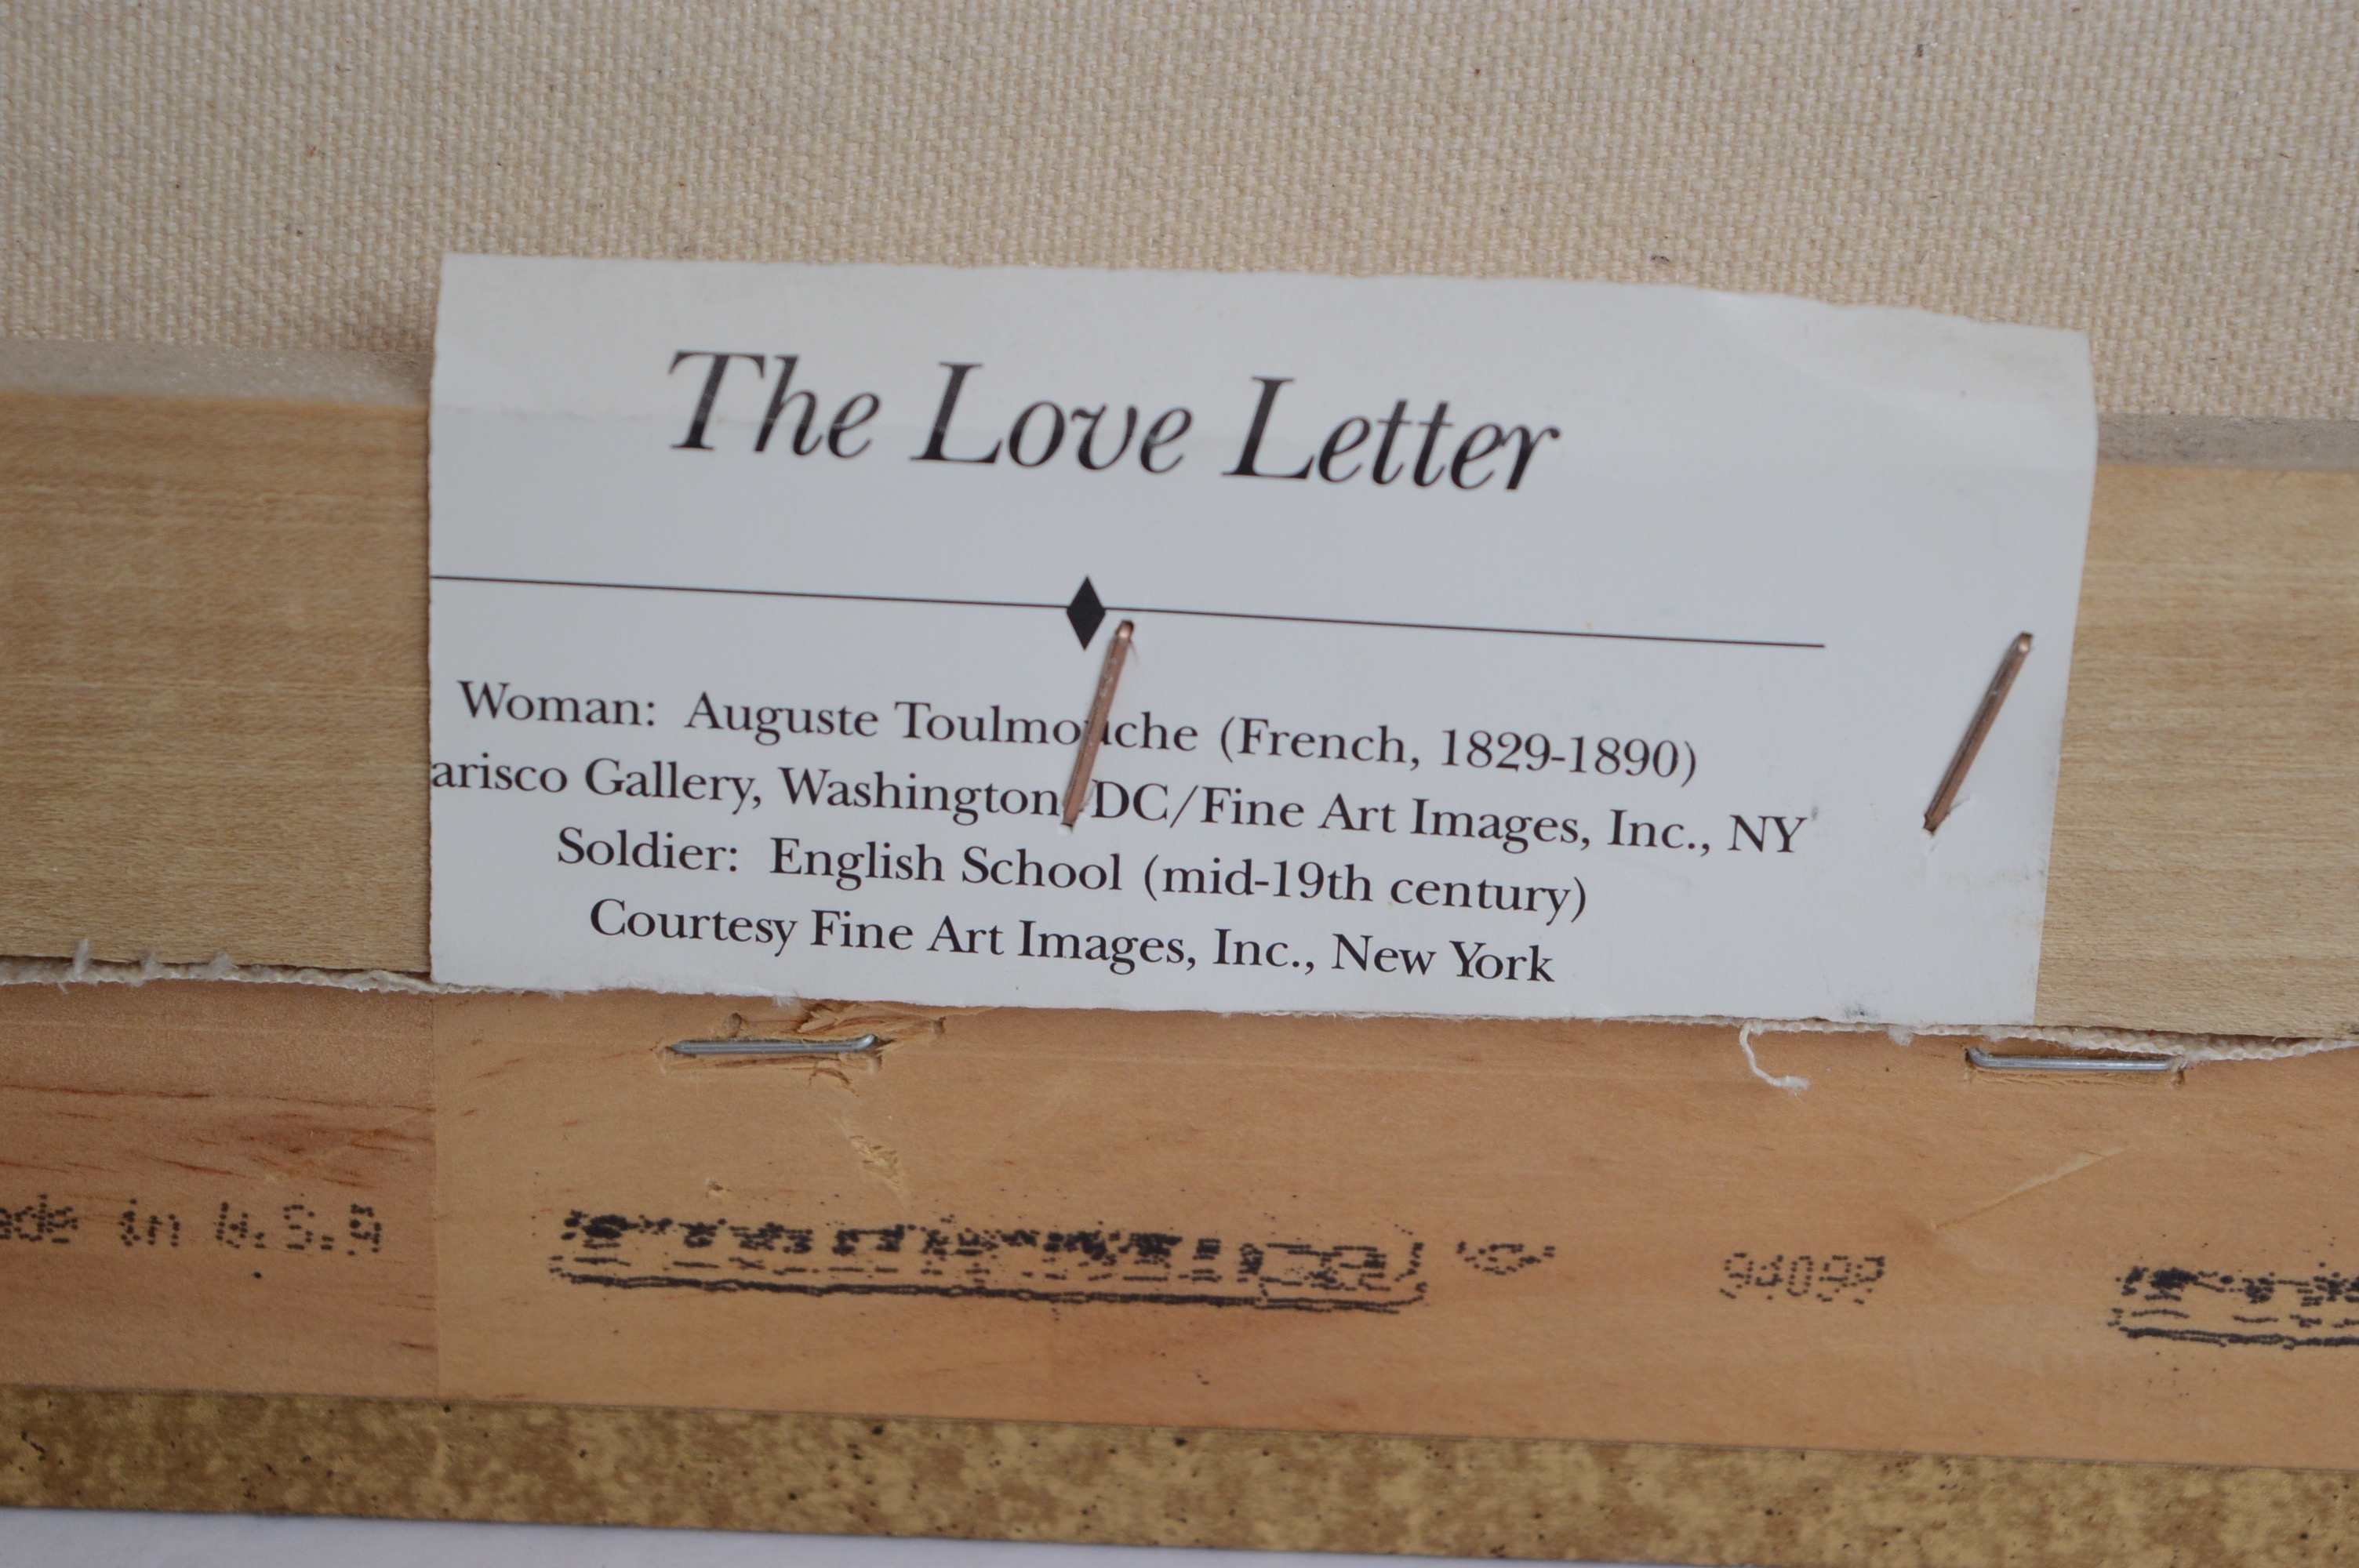 The Love Letter
Woman: Auguste Toulmouche (French, 1829-1890)
arisco Gallery, Washington, DC/Fine Art Images, Inc., NY
Soldier: English School (mid-19th century)
Courtesy Fine Art Images, Inc., New York